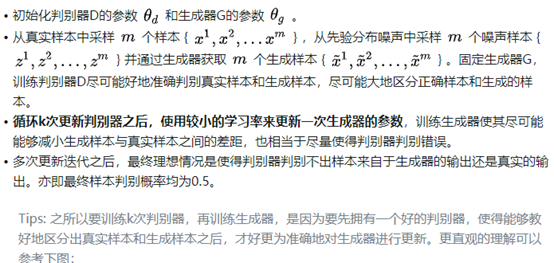 • 初始化判别器D的参数 θ_d 和生成器G的参数 θ_g 。
• 从真实样本中采样 m 个样本 { x^1, x^2, ... x^m } ，从先验分布噪声中采样 m 个噪声样本 {
z^1, z^2, ..., z^m } 并通过生成器获取 m 个生成样本 { x̃^1, x̃^2, ..., x̃^m } 。固定生成器G，
训练判别器D尽可能好地准确判别真实样本和生成样本，尽可能大地区分正确样本和生成的样
本。
• 循环k次更新判别器之后，使用较小的学习率来更新一次生成器的参数，训练生成器使其尽可能
能够减小生成样本与真实样本之间的差距，也相当于尽量使得判别器判别错误。
• 多次更新迭代之后，最终理想情况是使得判别器判别不出样本来自于生成器的输出还是真实的输
出。亦即最终样本判别概率均为0.5。
Tips: 之所以要训练k次判别器，再训练生成器，是因为要先拥有一个好的判别器，使得能够教
好地区分出真实样本和生成样本之后，才好更为准确地对生成器进行更新。更直观的理解可以
参考下图：